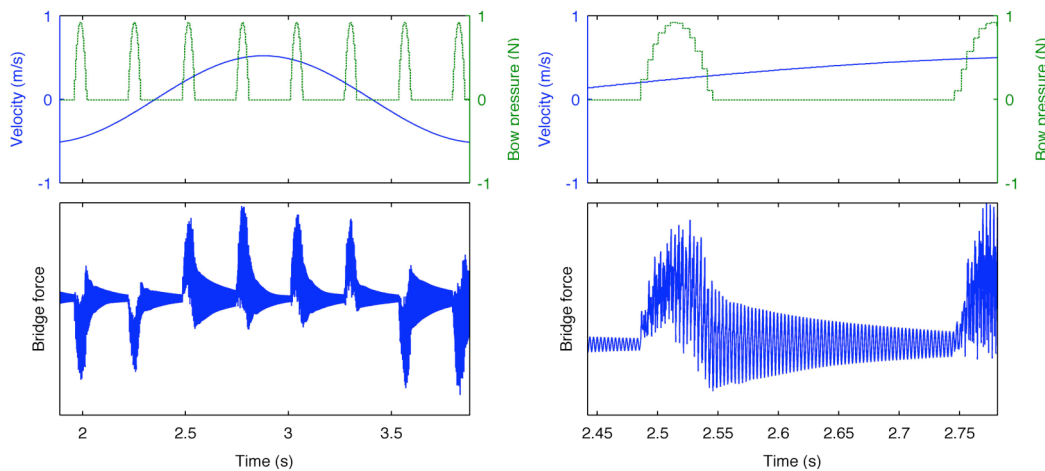 Velocity (m/s)
1
0
-1
1
0
-1
Bow pressure (N)
Velocity (m/s)
1
0
-1
1
0
-1
Bow pressure (N)
Bridge force
2
2.5
3
3.5
Time (s)
Bridge force
2.45
2.5
2.55
2.6
2.65
2.7
2.75
Time (s)